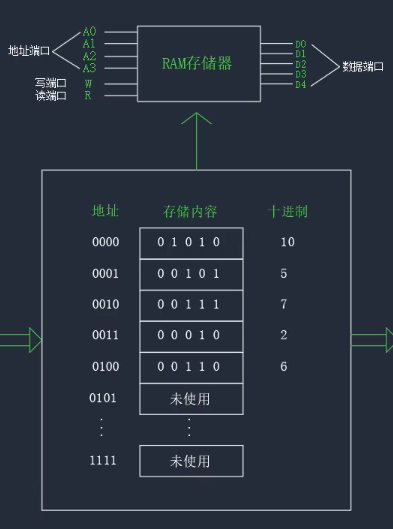 地址端口
A0
A1
A2
A3
写端口 W
读端口 R
RAM存储器
D0
D1
D2
D3
D4
数据端口
地址 存储内容 十进制
0000 0 1 0 1 0 10
0001 0 0 1 0 1 5
0010 0 0 1 1 1 7
0011 0 0 0 1 0 2
0100 0 0 1 1 0 6
0101 未使用
1111 未使用